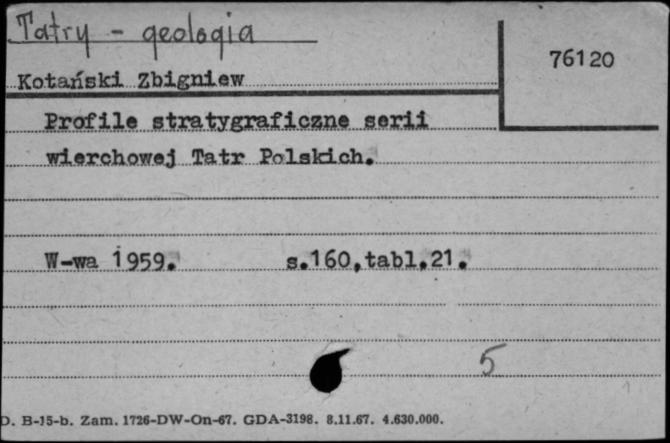 Tatry - geologia
76120
Kotański Zbigniew
Profile stratygraficzne serii
wierchowej Tatr Polskich.
W-wa 1959. s.160,tabl.21.
5
D. B-15-b. Zam. 1726-DW-On-67. GDA-3198. 8.11.67. 4.630.000.